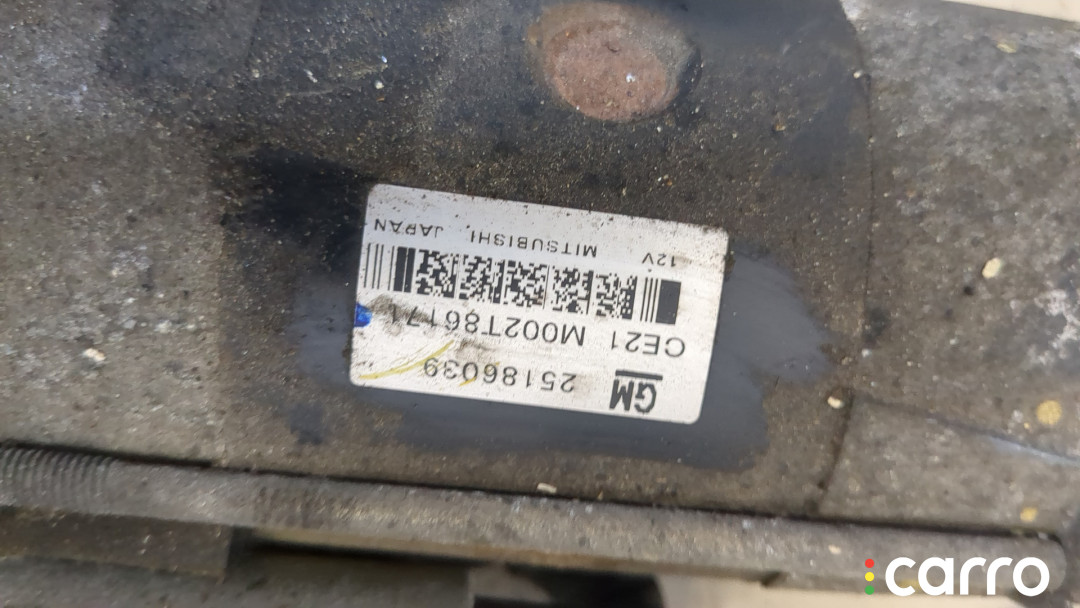 GM 25186039
CE21 M002T86171
12V MITSUBISHI JAPAN
carro